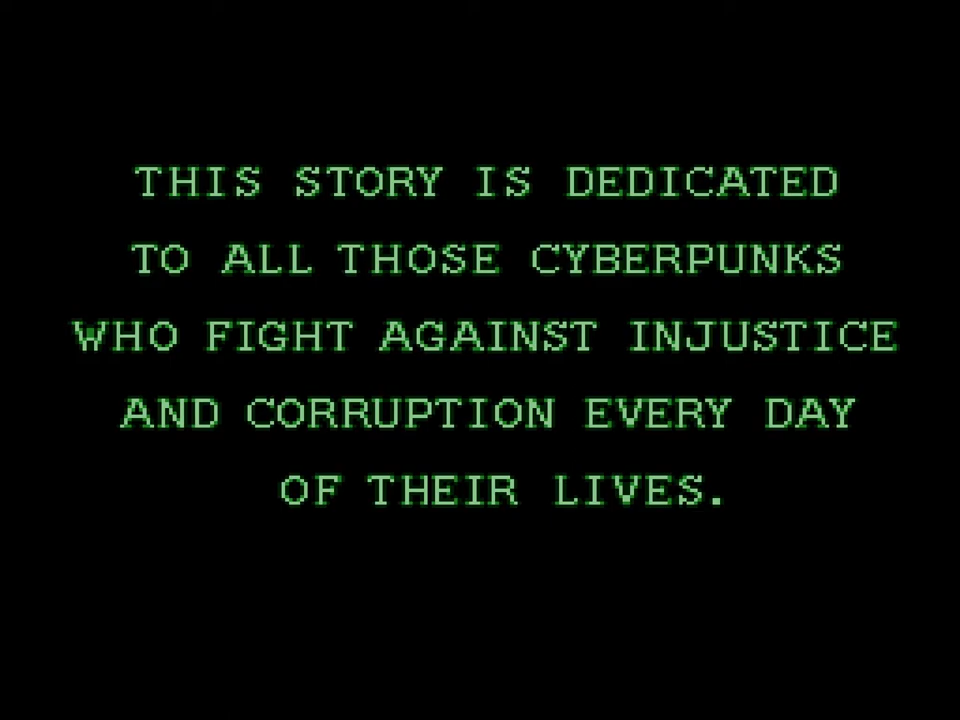 THIS STORY IS DEDICATED
TO ALL THOSE CYBERPUNKS
WHO FIGHT AGAINST INJUSTICE
AND CORRUPTION EVERY DAY
OF THEIR LIVES.